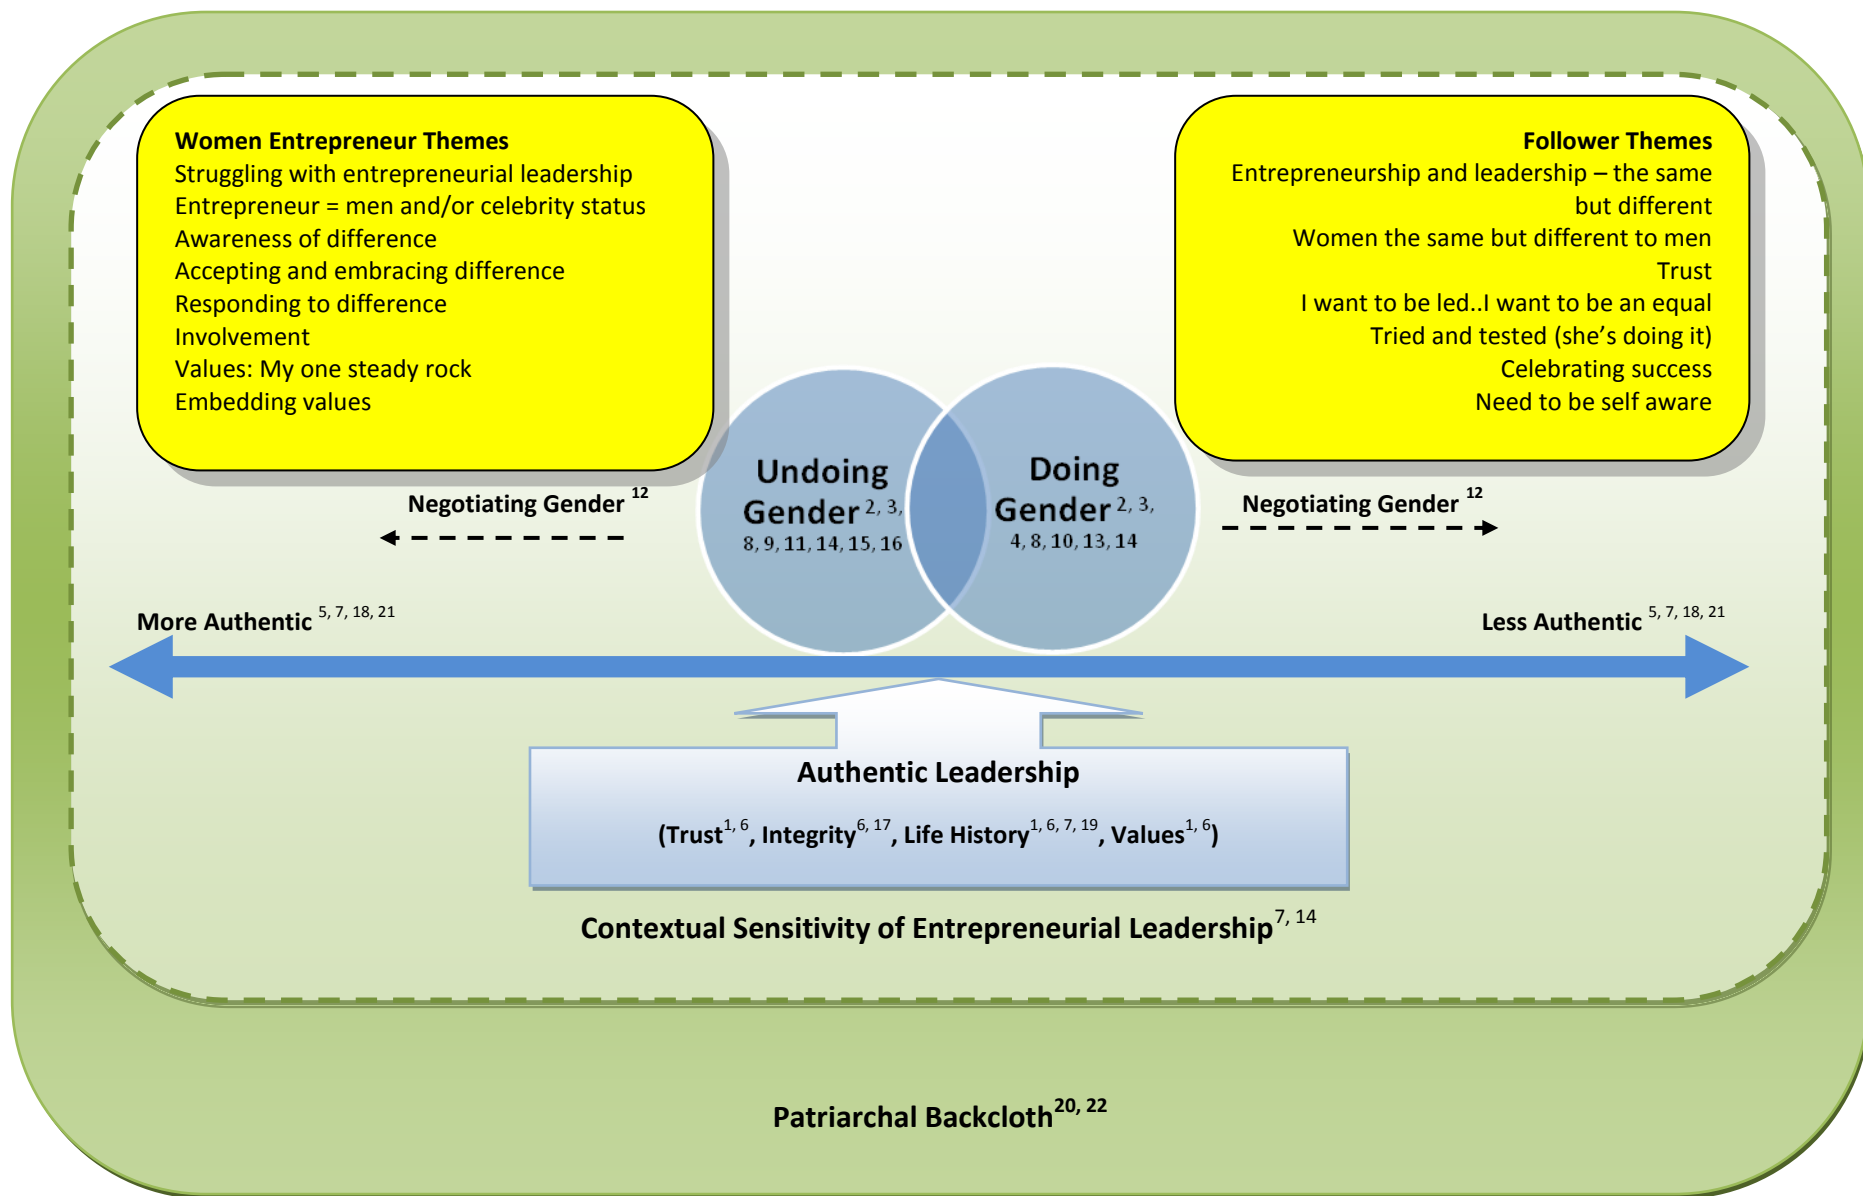 Women Entrepreneur Themes
Struggling with entrepreneurial leadership
Entrepreneur = men and/or celebrity status
Awareness of difference
Accepting and embracing difference
Responding to difference
Involvement
Values: My one steady rock
Embedding values
Follower Themes
Entrepreneurship and leadership – the same
but different
Women the same but different to men
Trust
I want to be led..I want to be an equal
Tried and tested (she’s doing it)
Celebrating success
Need to be self aware
Negotiating Gender 12
Undoing
Gender 2, 3,
8, 9, 11, 14, 15, 16
Doing
Gender 2, 3,
4, 8, 10, 13, 14
Negotiating Gender 12
More Authentic 5, 7, 18, 21
Less Authentic 5, 7, 18, 21
Authentic Leadership
(Trust1, 6, Integrity6, 17, Life History1, 6, 7, 19, Values1, 6)
Contextual Sensitivity of Entrepreneurial Leadership7, 14
Patriarchal Backcloth20, 22